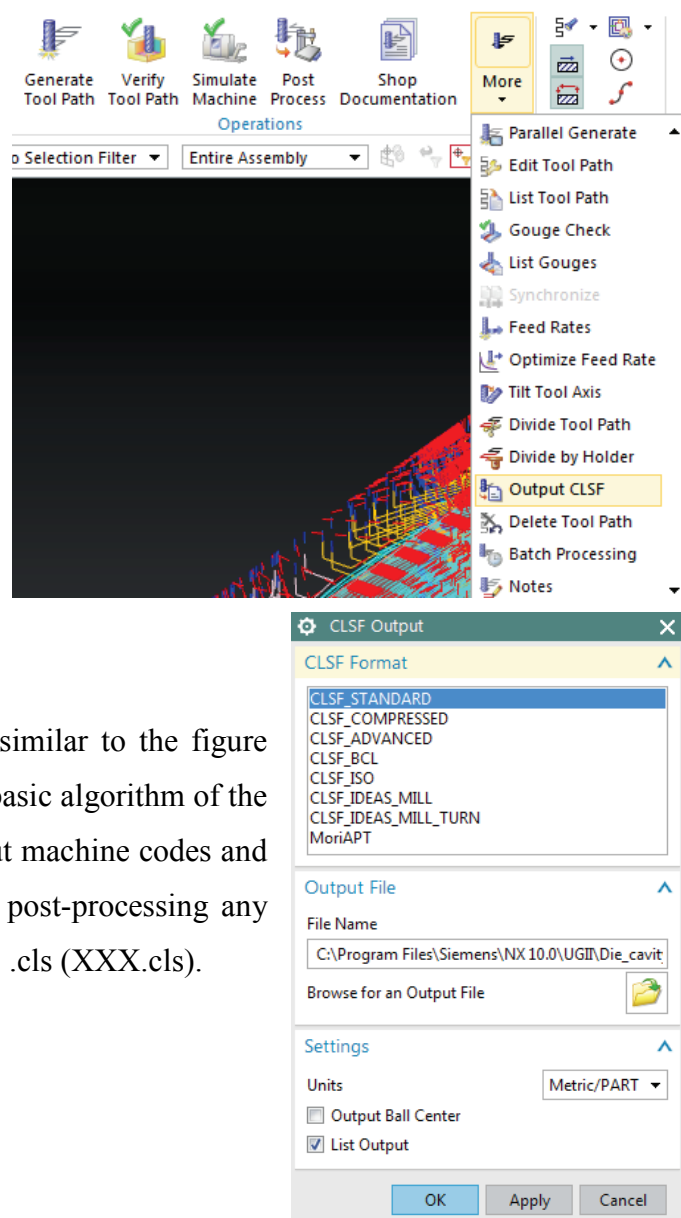 Generate Tool Path
Verify Tool Path
Simulate Machine
Post Process
Shop Documentation
More
Operations
o Selection Filter
Entire Assembly
Parallel Generate
Edit Tool Path
List Tool Path
Gouge Check
List Gouges
Synchronize
Feed Rates
Optimize Feed Rate
Tilt Tool Axis
Divide Tool Path
Divide by Holder
Output CLSF
Delete Tool Path
Batch Processing
Notes
similar to the figure
basic algorithm of the
ut machine codes and
post-processing any
.cls (XXX.cls).
CLSF Output
CLSF Format
CLSF_STANDARD
CLSF_COMPRESSED
CLSF_ADVANCED
CLSF_BCL
CLSF_ISO
CLSF_IDEAS_MILL
CLSF_IDEAS_MILL_TURN
MoriAPT
Output File
File Name
C:\Program Files\Siemens\NX 10.0\UGII\Die_cavit
Browse for an Output File
Settings
Units
Metric/PART
Output Ball Center
List Output
OK
Apply
Cancel